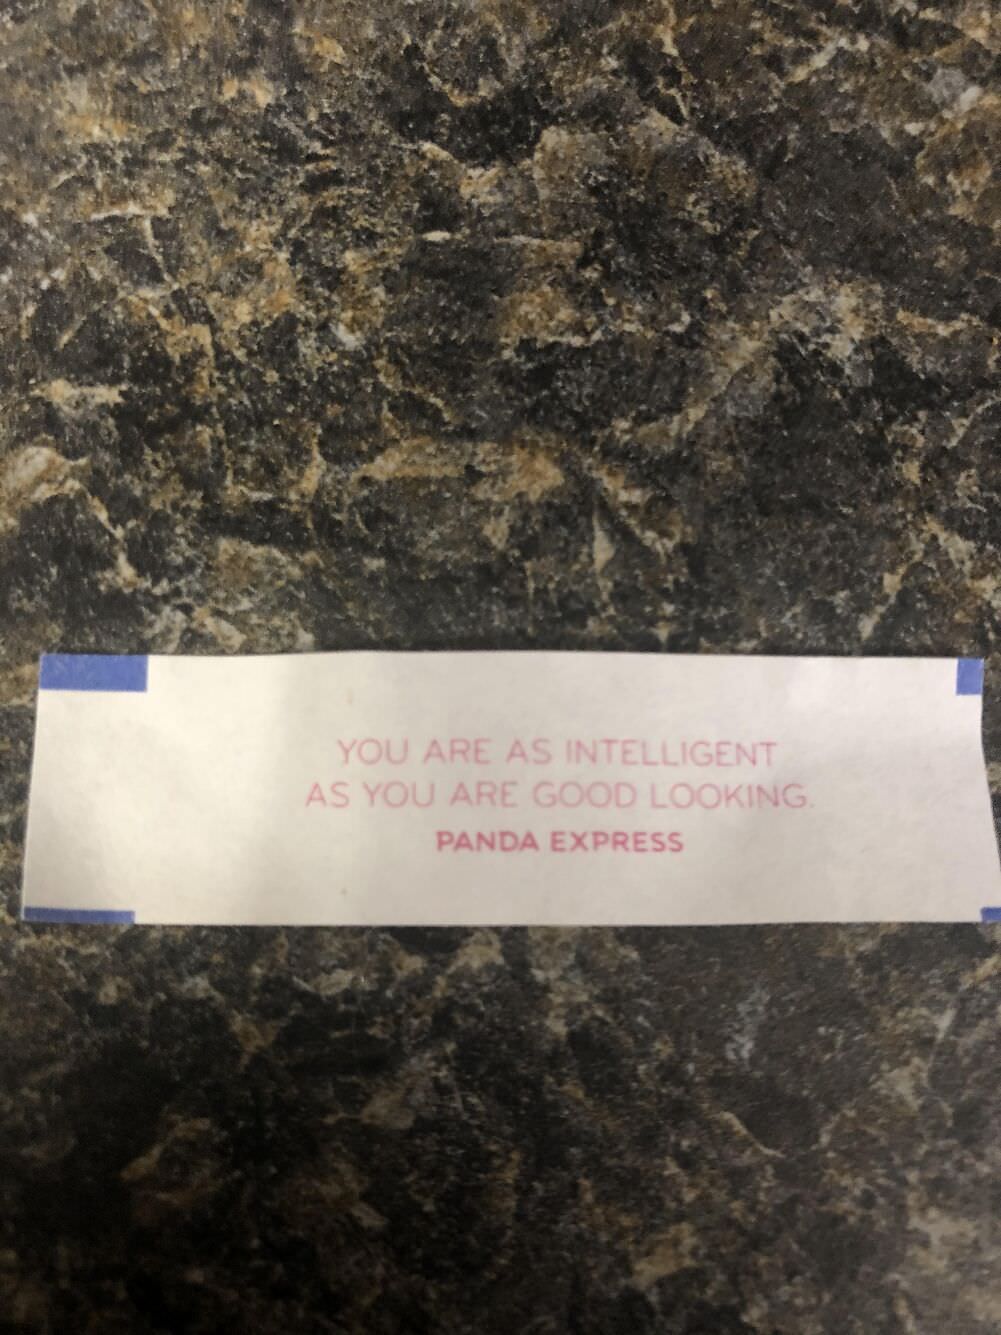 YOU ARE AS INTELLIGENT
AS YOU ARE GOOD LOOKING.
PANDA EXPRESS